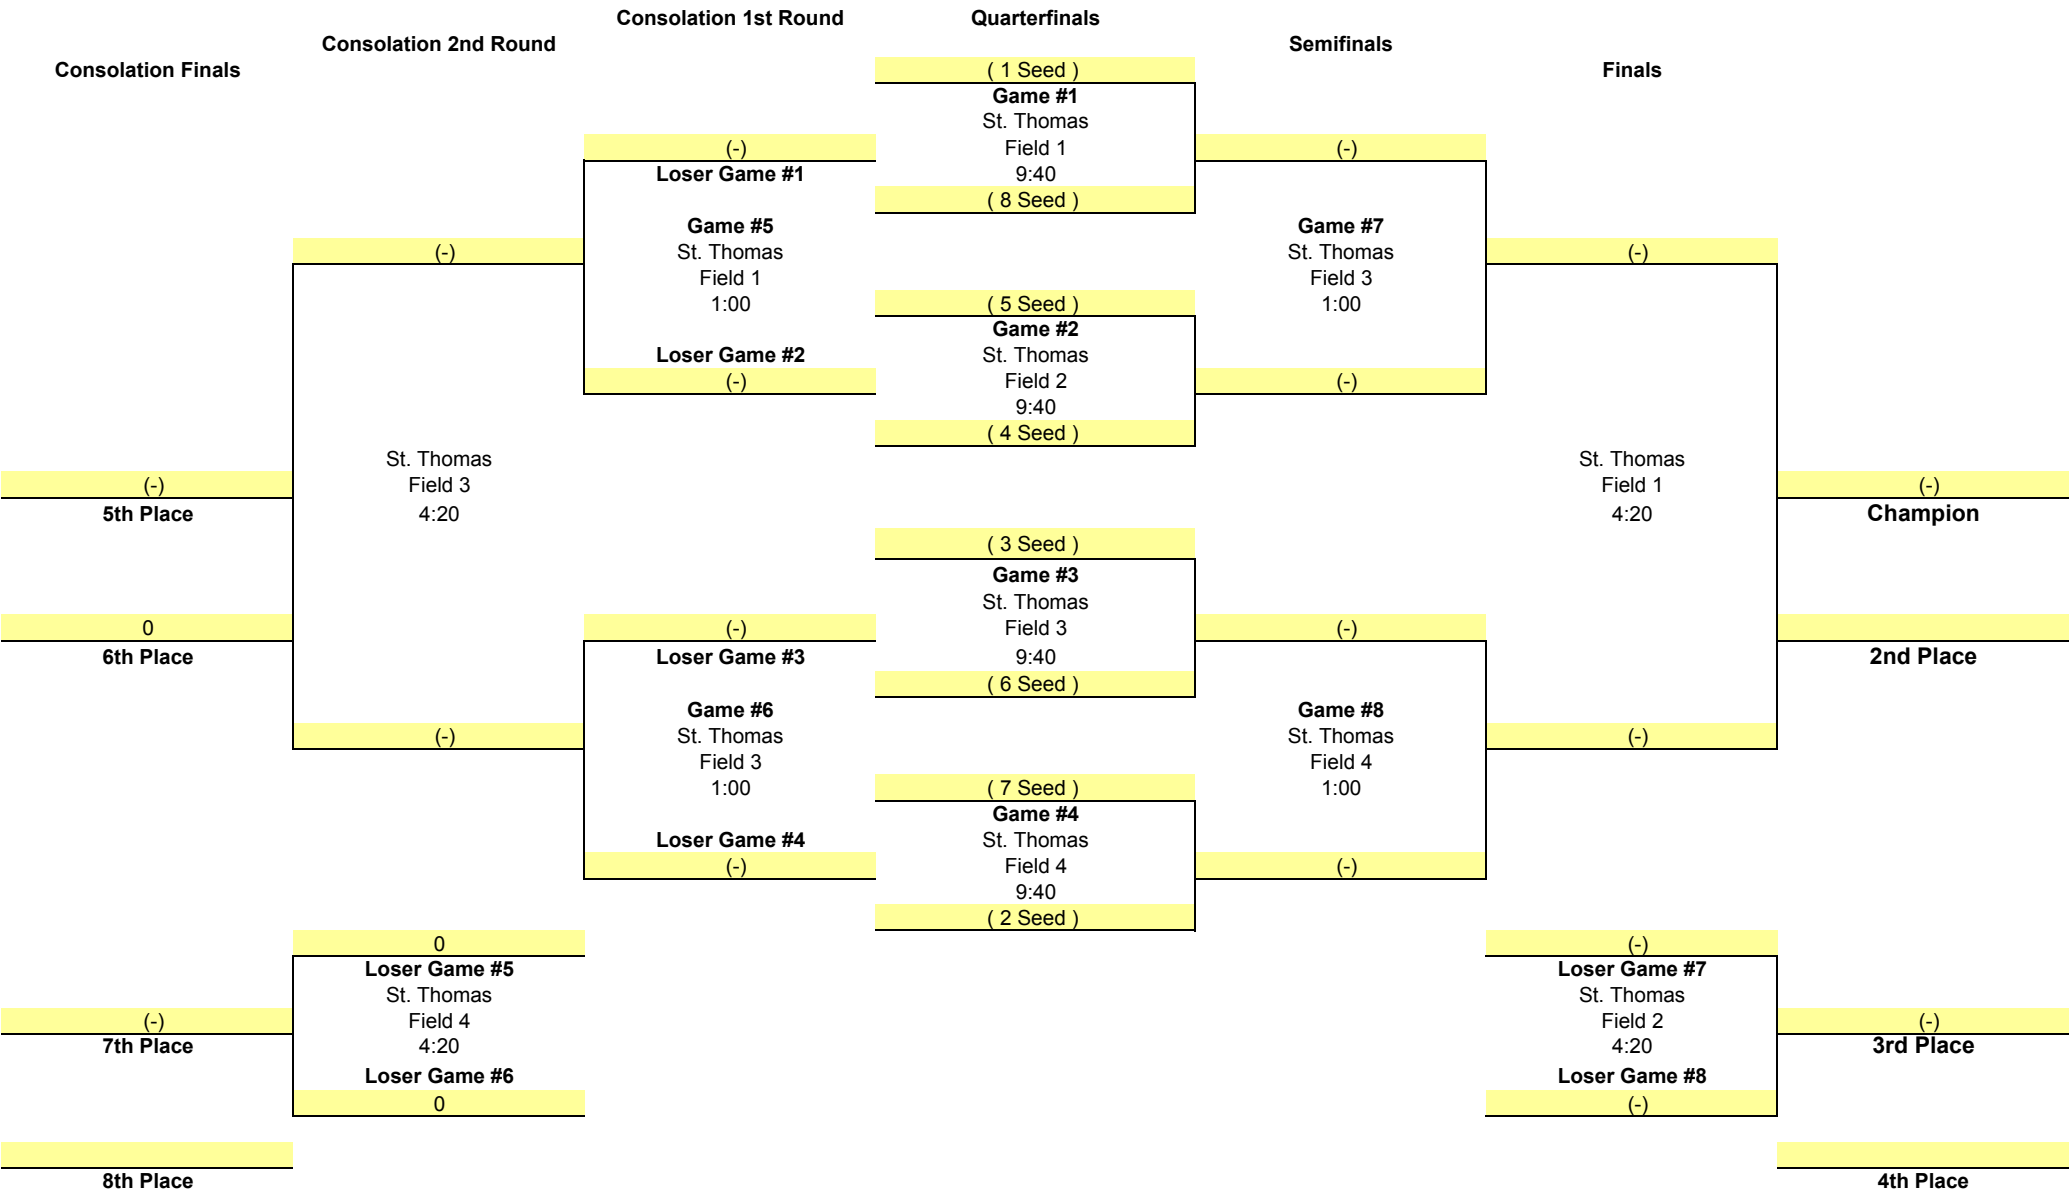 Consolation 1st Round
Quarterfinals
Consolation 2nd Round
Semifinals
Consolation Finals
( 1 Seed )
Finals
Game #1
St. Thomas
(-)
Field 1
(-)
Loser Game #1
9:40
( 8 Seed )
Game #5
Game #7
(-)
St. Thomas
St. Thomas
(-)
Field 1
Field 3
1:00
( 5 Seed )
1:00
Game #2
Loser Game #2
St. Thomas
(-)
Field 2
(-)
9:40
( 4 Seed )
St. Thomas
St. Thomas
(-)
Field 3
Field 1
(-)
5th Place
4:20
4:20
Champion
( 3 Seed )
Game #3
St. Thomas
0
(-)
Field 3
(-)
6th Place
Loser Game #3
9:40
2nd Place
( 6 Seed )
Game #6
Game #8
(-)
St. Thomas
St. Thomas
(-)
Field 3
Field 4
1:00
( 7 Seed )
1:00
Game #4
Loser Game #4
St. Thomas
(-)
Field 4
(-)
9:40
( 2 Seed )
0
(-)
Loser Game #5
Loser Game #7
St. Thomas
St. Thomas
(-)
Field 4
Field 2
(-)
7th Place
4:20
4:20
3rd Place
Loser Game #6
Loser Game #8
0
(-)
8th Place
4th Place